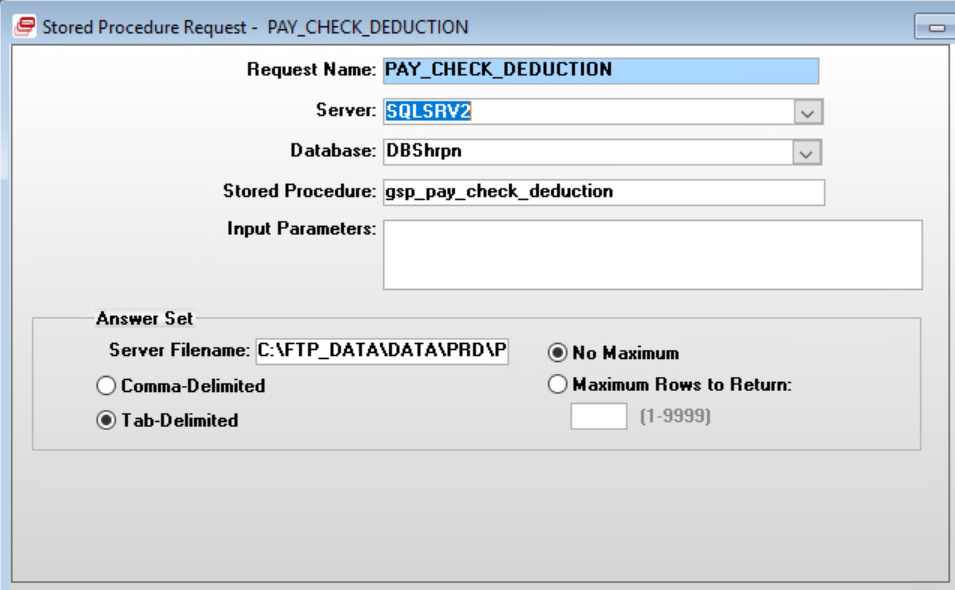 Stored Procedure Request -  PAY_CHECK_DEDUCTION
Request Name: PAY_CHECK_DEDUCTION
Server: SQLSRV2
Database: DBShrpn
Stored Procedure: gsp_pay_check_deduction
Input Parameters:
Answer Set
Server Filename: C:\FTP_DATA\DATA\PRD\P
No Maximum
Comma-Delimited
Maximum Rows to Return:
Tab-Delimited
(1-9999)